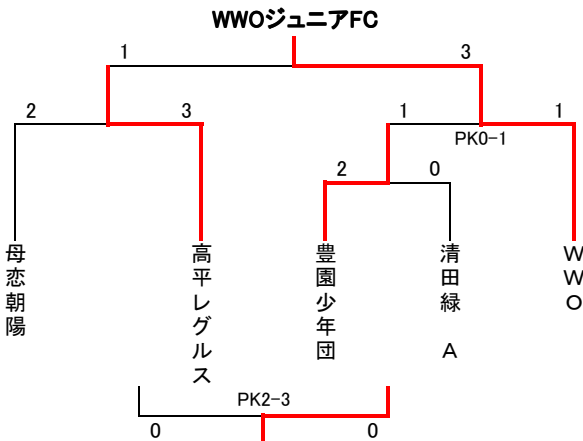 WWOジュニアFC
1 3
2 3 1 1
PK0-1
2 0
母恋朝陽
高平レグルス
豊園少年団
清田緑 A
WWO
PK2-3
0 0